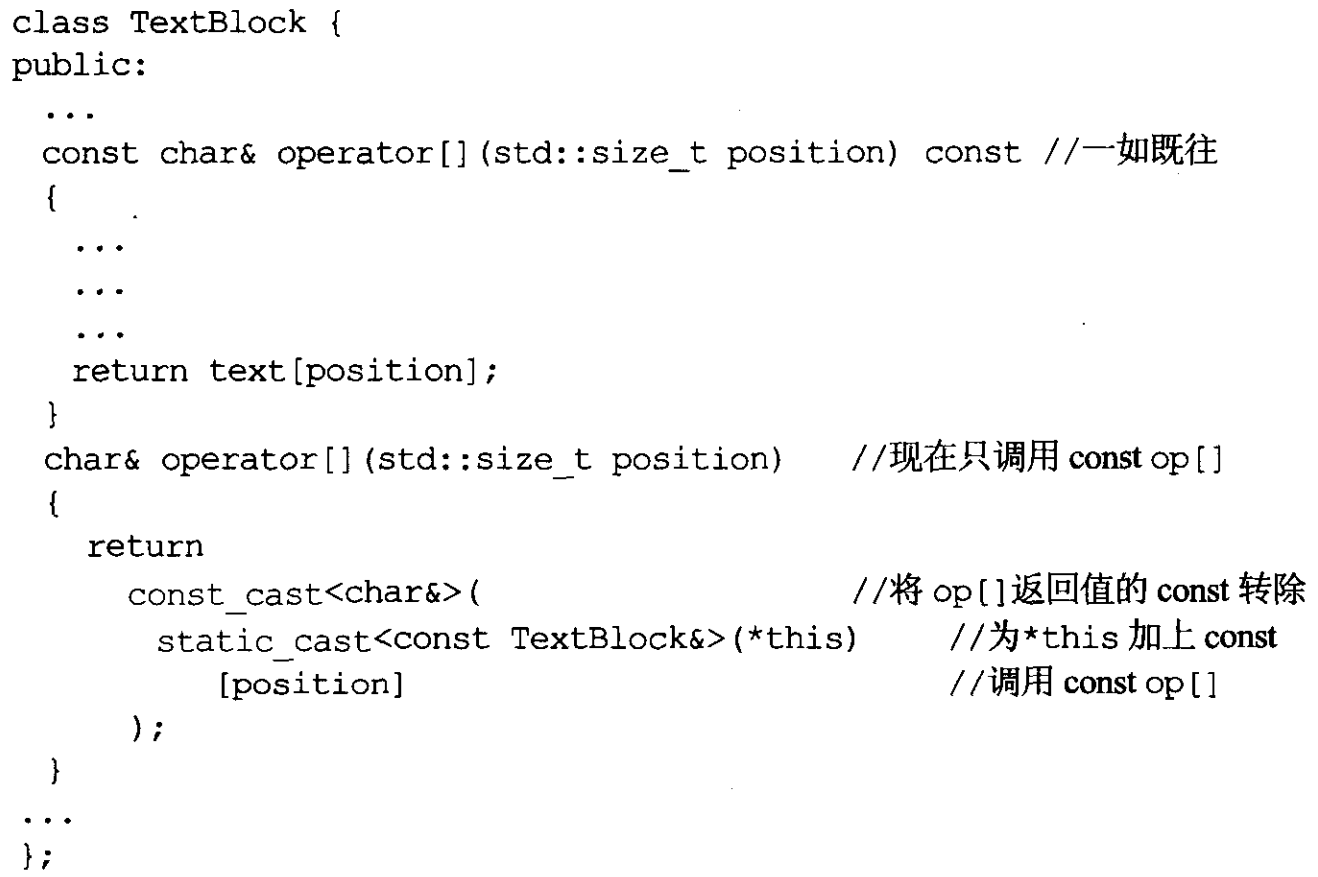 class TextBlock {
public:
...
const char& operator[](std::size_t position) const //一如既往
{
...
...
...
return text[position];
}
char& operator[](std::size_t position) //现在只调用 const op[]
{
return
const_cast<char&>( //将 op[]返回值的 const 转除
static_cast<const TextBlock&>(*this) //为*this 加上 const
[position] //调用 const op[]
);
}
...
};